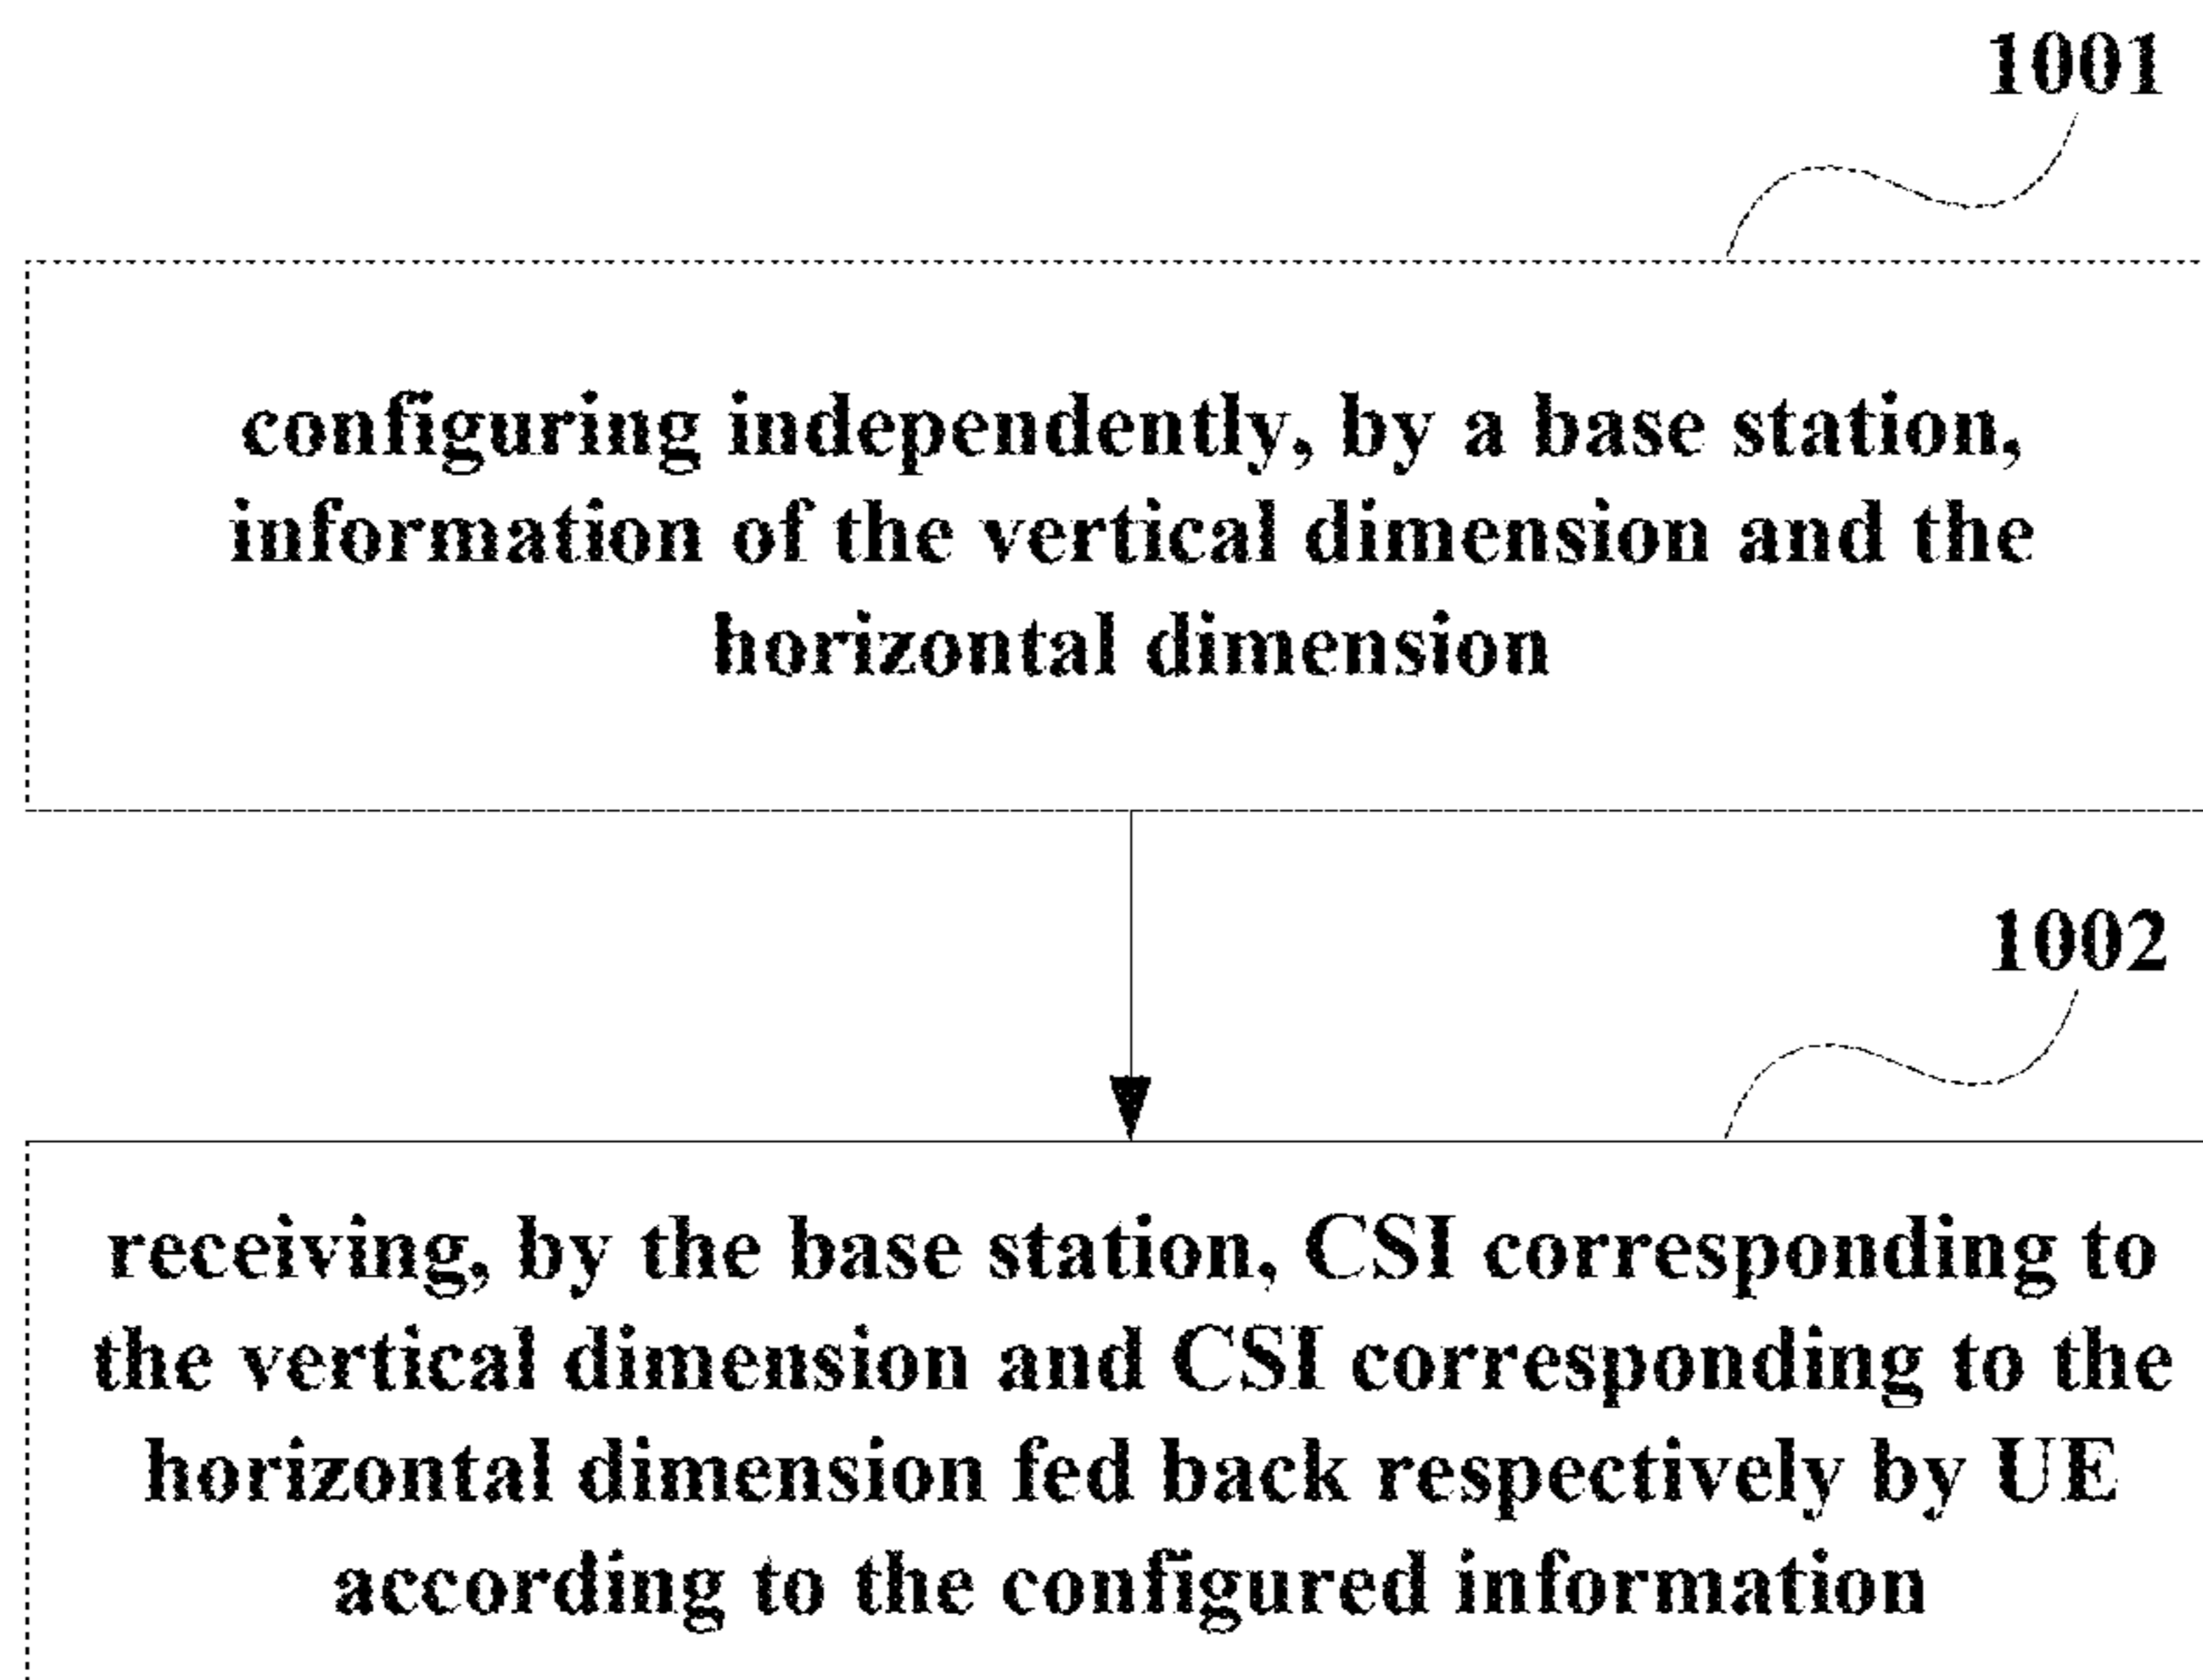 1001
configuring independently, by a base station,
information of the vertical dimension and the
horizontal dimension
1002
receiving, by the base station, CSI corresponding to
the vertical dimension and CSI corresponding to the
horizontal dimension fed back respectively by UE
according to the configured information